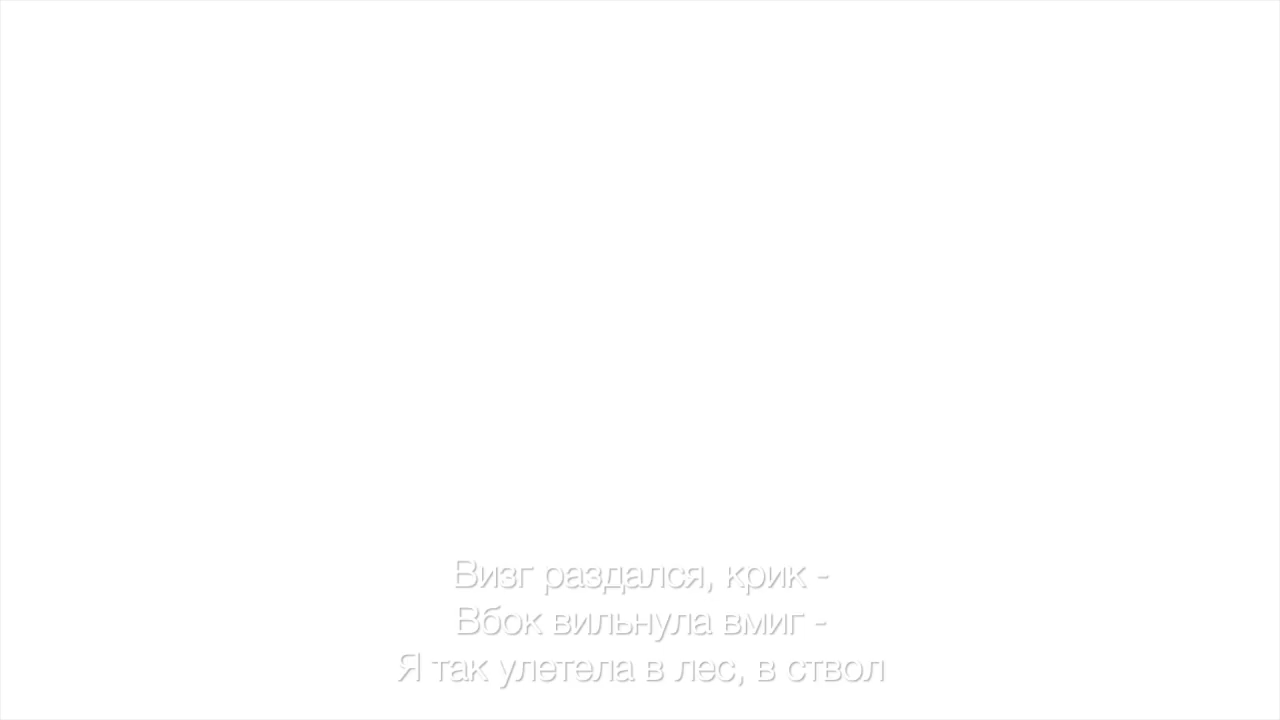 Визг раздался, крик -
Вбок вильнула вмиг -
Я так улетела в лес, в ствол